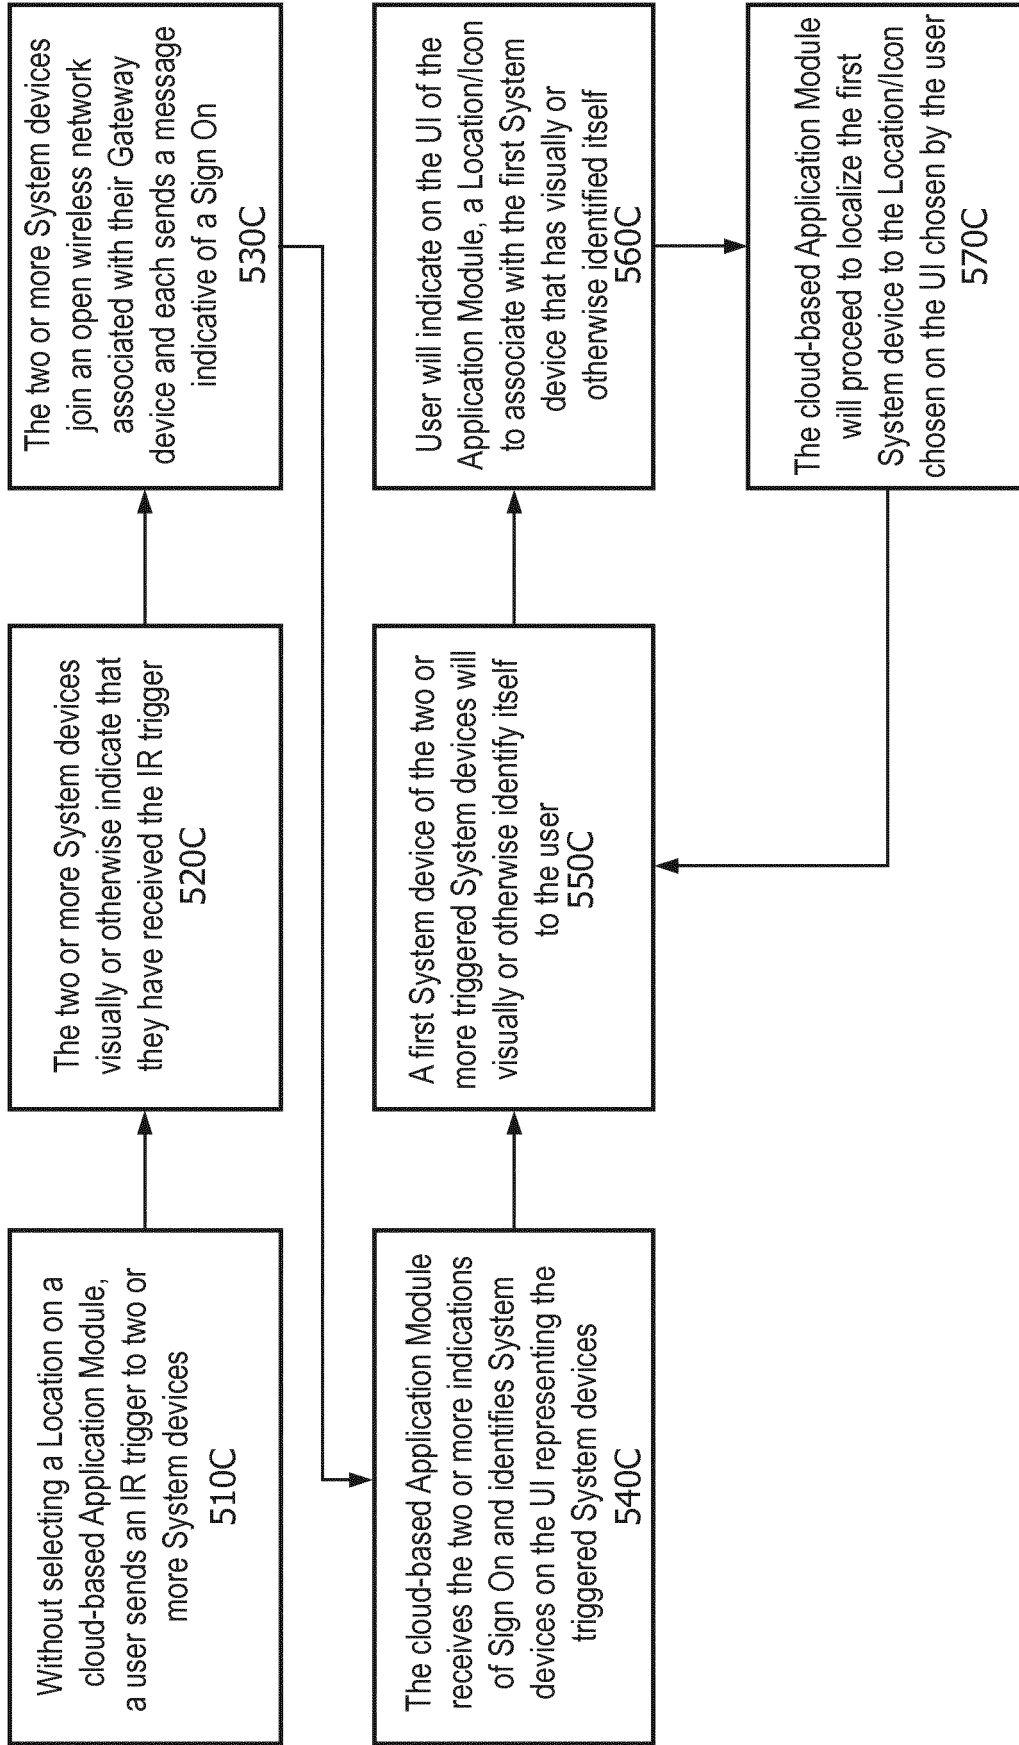 Without selecting a Location on a
cloud-based Application Module,
a user sends an IR trigger to two or
more System devices
510C
The two or more System devices
visually or otherwise indicate that
they have received the IR trigger
520C
The two or more System devices
join an open wireless network
associated with their Gateway
device and each sends a message
indicative of a Sign On
530C
The cloud-based Application Module
receives the two or more indications
of Sign On and identifies System
devices on the UI representing the
triggered System devices
540C
A first System device of the two or
more triggered System devices will
visually or otherwise identify itself
to the user
550C
User will indicate on the UI of the
Application Module, a Location/Icon
to associate with the first System
device that has visually or
otherwise identified itself
560C
The cloud-based Application Module
will proceed to localize the first
System device to the Location/Icon
chosen on the UI chosen by the user
570C